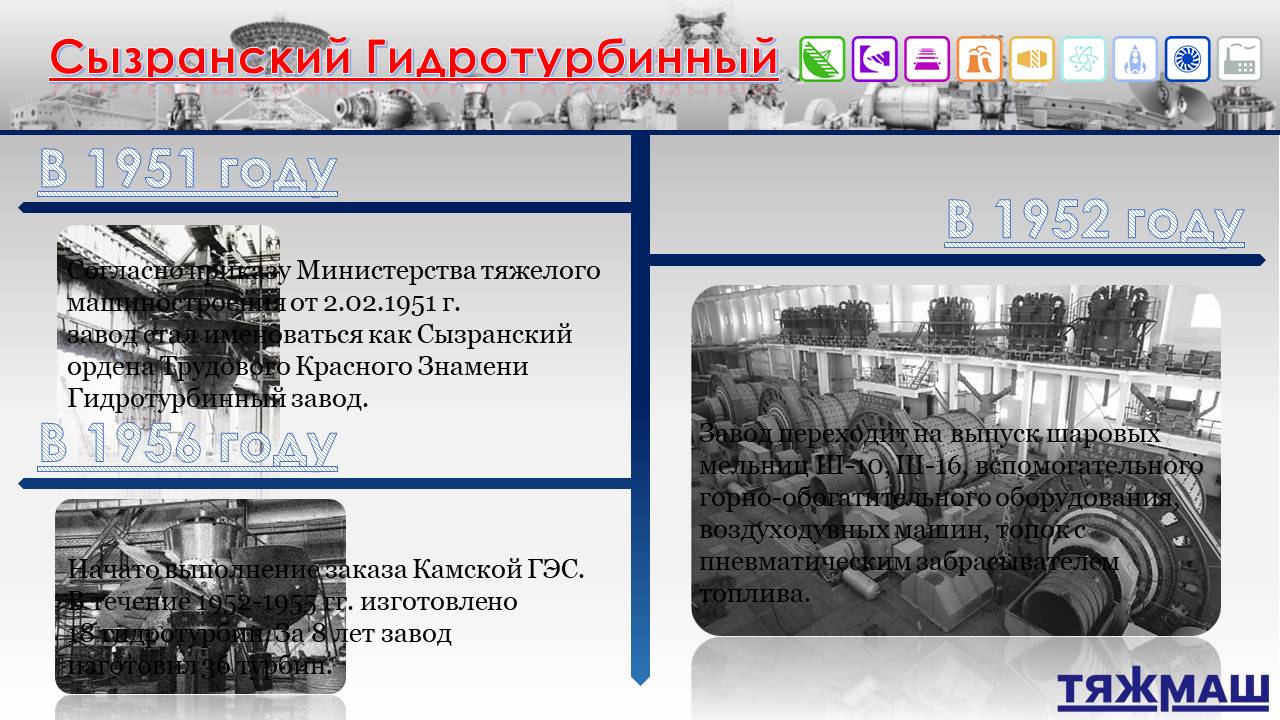 Сызранский Гидротурбинный
В 1951 году
Согласно приказу Министерства тяжелого
машиностроения от 2.02.1951 г.
завод стал именоваться как Сызранский
ордена Трудового Красного Знамени
Гидротурбинный завод.
В 1956 году
Начато выполнение заказа Камской ГЭС.
В течение 1952-1955 гг. изготовлено
18 гидротурбин. За 8 лет завод
изготовил 36 турбин.
В 1952 году
Завод переходит на выпуск шаровых
мельниц Ш-10, Ш-16, вспомогательного
горно-обогатительного оборудования,
воздуходувных машин, топок с
пневматическим забрасывателем
топлива.
ТЯЖМАШ